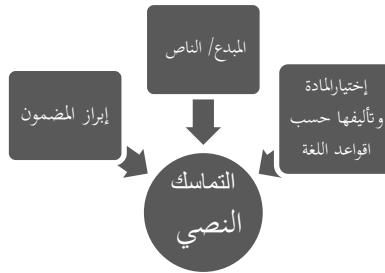 المبدع/ الناص
إختيارالمادة
وتأليفها حسب
اقواعد اللغة
إبراز المضمون
التماسك
النصي